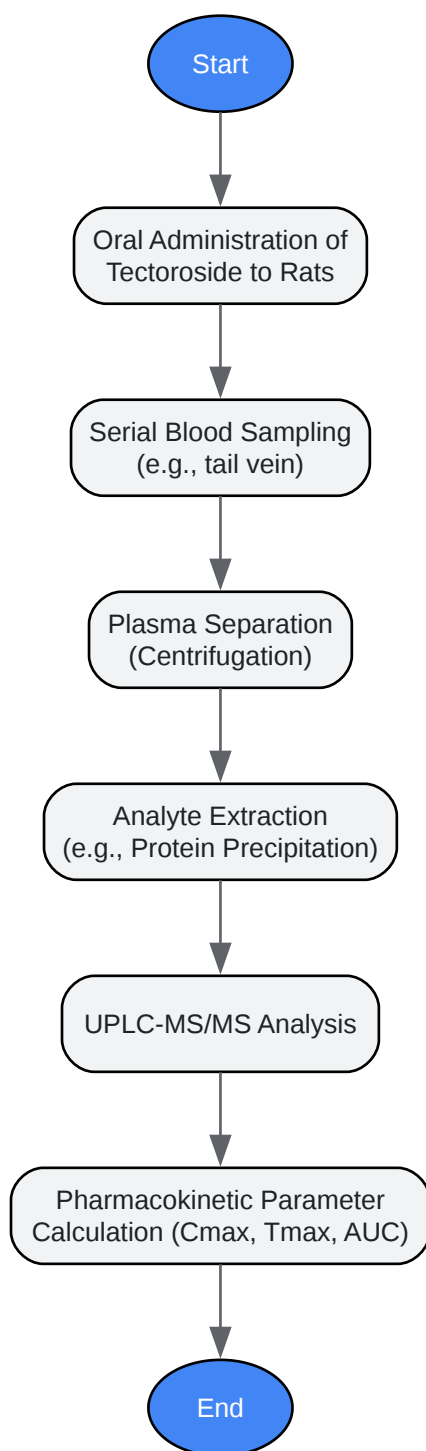 Start
Oral Administration of
Tectoroside to Rats
Serial Blood Sampling
(e.g., tail vein)
Plasma Separation
(Centrifugation)
Analyte Extraction
(e.g., Protein Precipitation)
UPLC-MS/MS Analysis
Pharmacokinetic Parameter
Calculation (Cmax, Tmax, AUC)
End